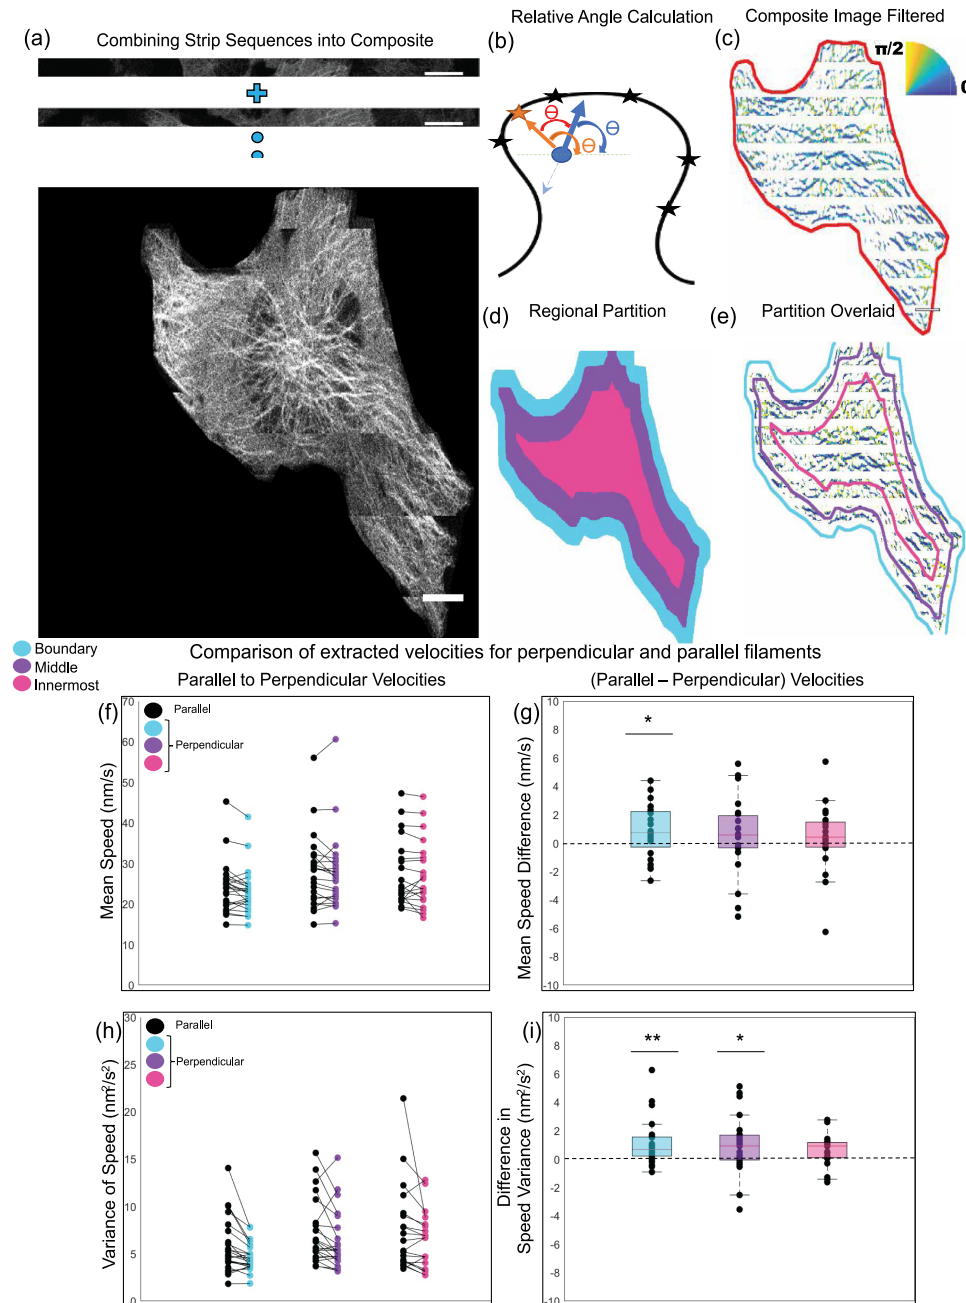 (a) Combining Strip Sequences into Composite
Relative Angle Calculation
(b)
Θ
Θ
Θ
Composite Image Filtered
(c)
π/2
0
(d) Regional Partition
(e) Partition Overlaid
Boundary
Middle
Innermost
Comparison of extracted velocities for perpendicular and parallel filaments
Parallel to Perpendicular Velocities
(Parallel – Perpendicular) Velocities
(f)
Parallel
Perpendicular
Mean Speed (nm/s)
70
60
50
40
30
20
10
0
(g)
*
Mean Speed Difference (nm/s)
10
8
6
4
2
0
-2
-4
-6
-8
-10
(h)
Parallel
Perpendicular
Variance of Speed (nm²/s²)
30
25
20
15
10
5
0
(i)
**
*
Difference in
Speed Variance (nm²/s²)
10
8
6
4
2
0
-2
-4
-6
-8
-10